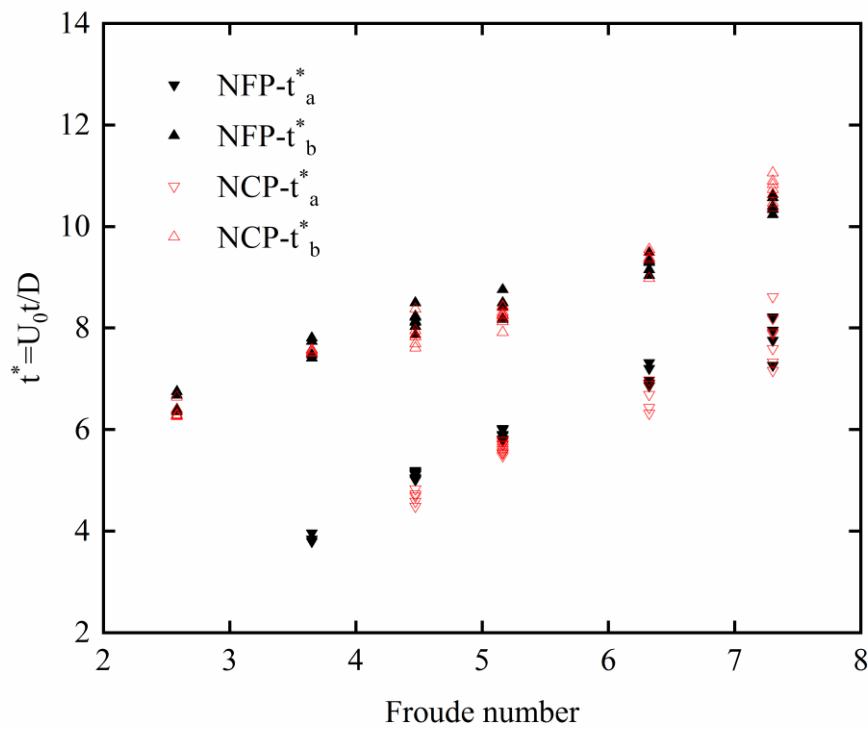 14
12
10
8
6
4
2
t*=U₀t/D
NFP-t*a
NFP-t*b
NCP-t*a
NCP-t*b
2 3 4 5 6 7 8
Froude number